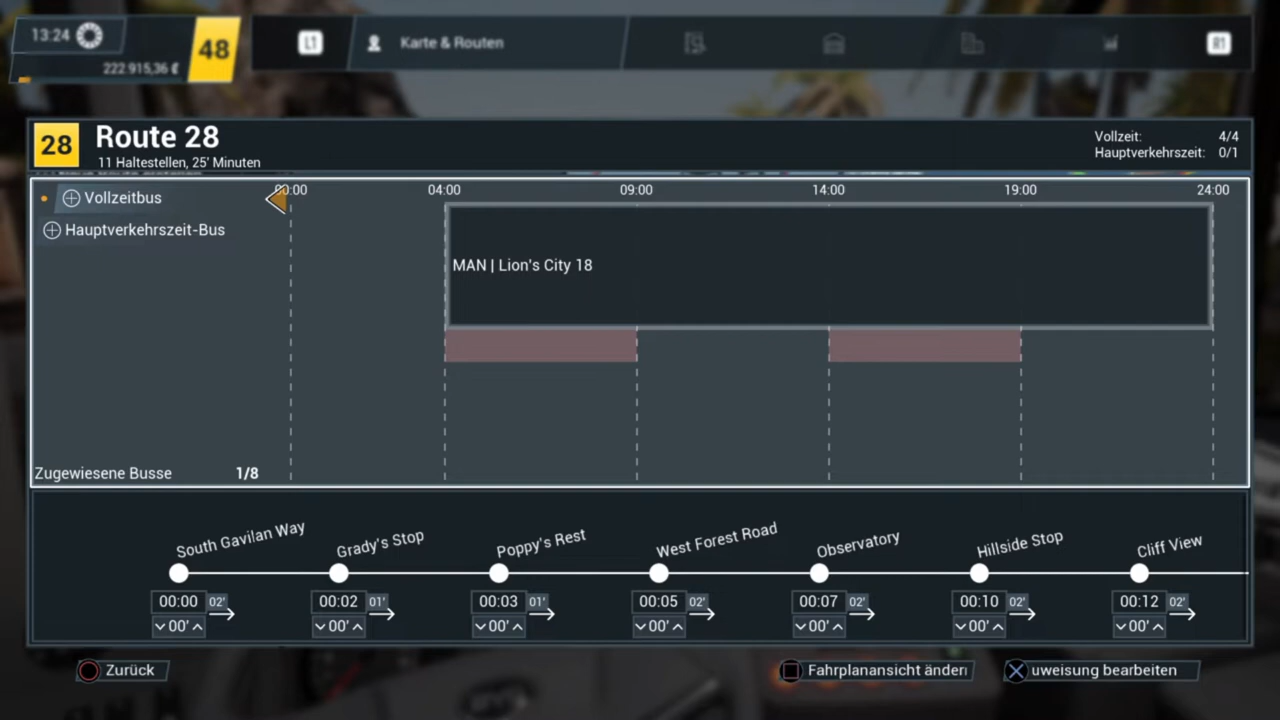 13:24
222.915,36 €
48
L1
Karte & Routen
R1
28
Route 28
11 Haltestellen, 25' Minuten
Vollzeit: 4/4
Hauptverkehrszeit: 0/1
Vollzeitbus
Hauptverkehrszeit-Bus
00:00 04:00 09:00 14:00 19:00 24:00
MAN | Lion's City 18
Zugewiesene Busse 1/8
South Gavilan Way Grady's Stop Poppy's Rest West Forest Road Observatory Hillside Stop Cliff View
00:00 02' 00:02 01' 00:03 01' 00:05 02' 00:07 02' 00:10 02' 00:12 02'
00' 00' 00' 00' 00' 00' 00'
Zurück
Fahrplanansicht änderi
uweisung bearbeiten